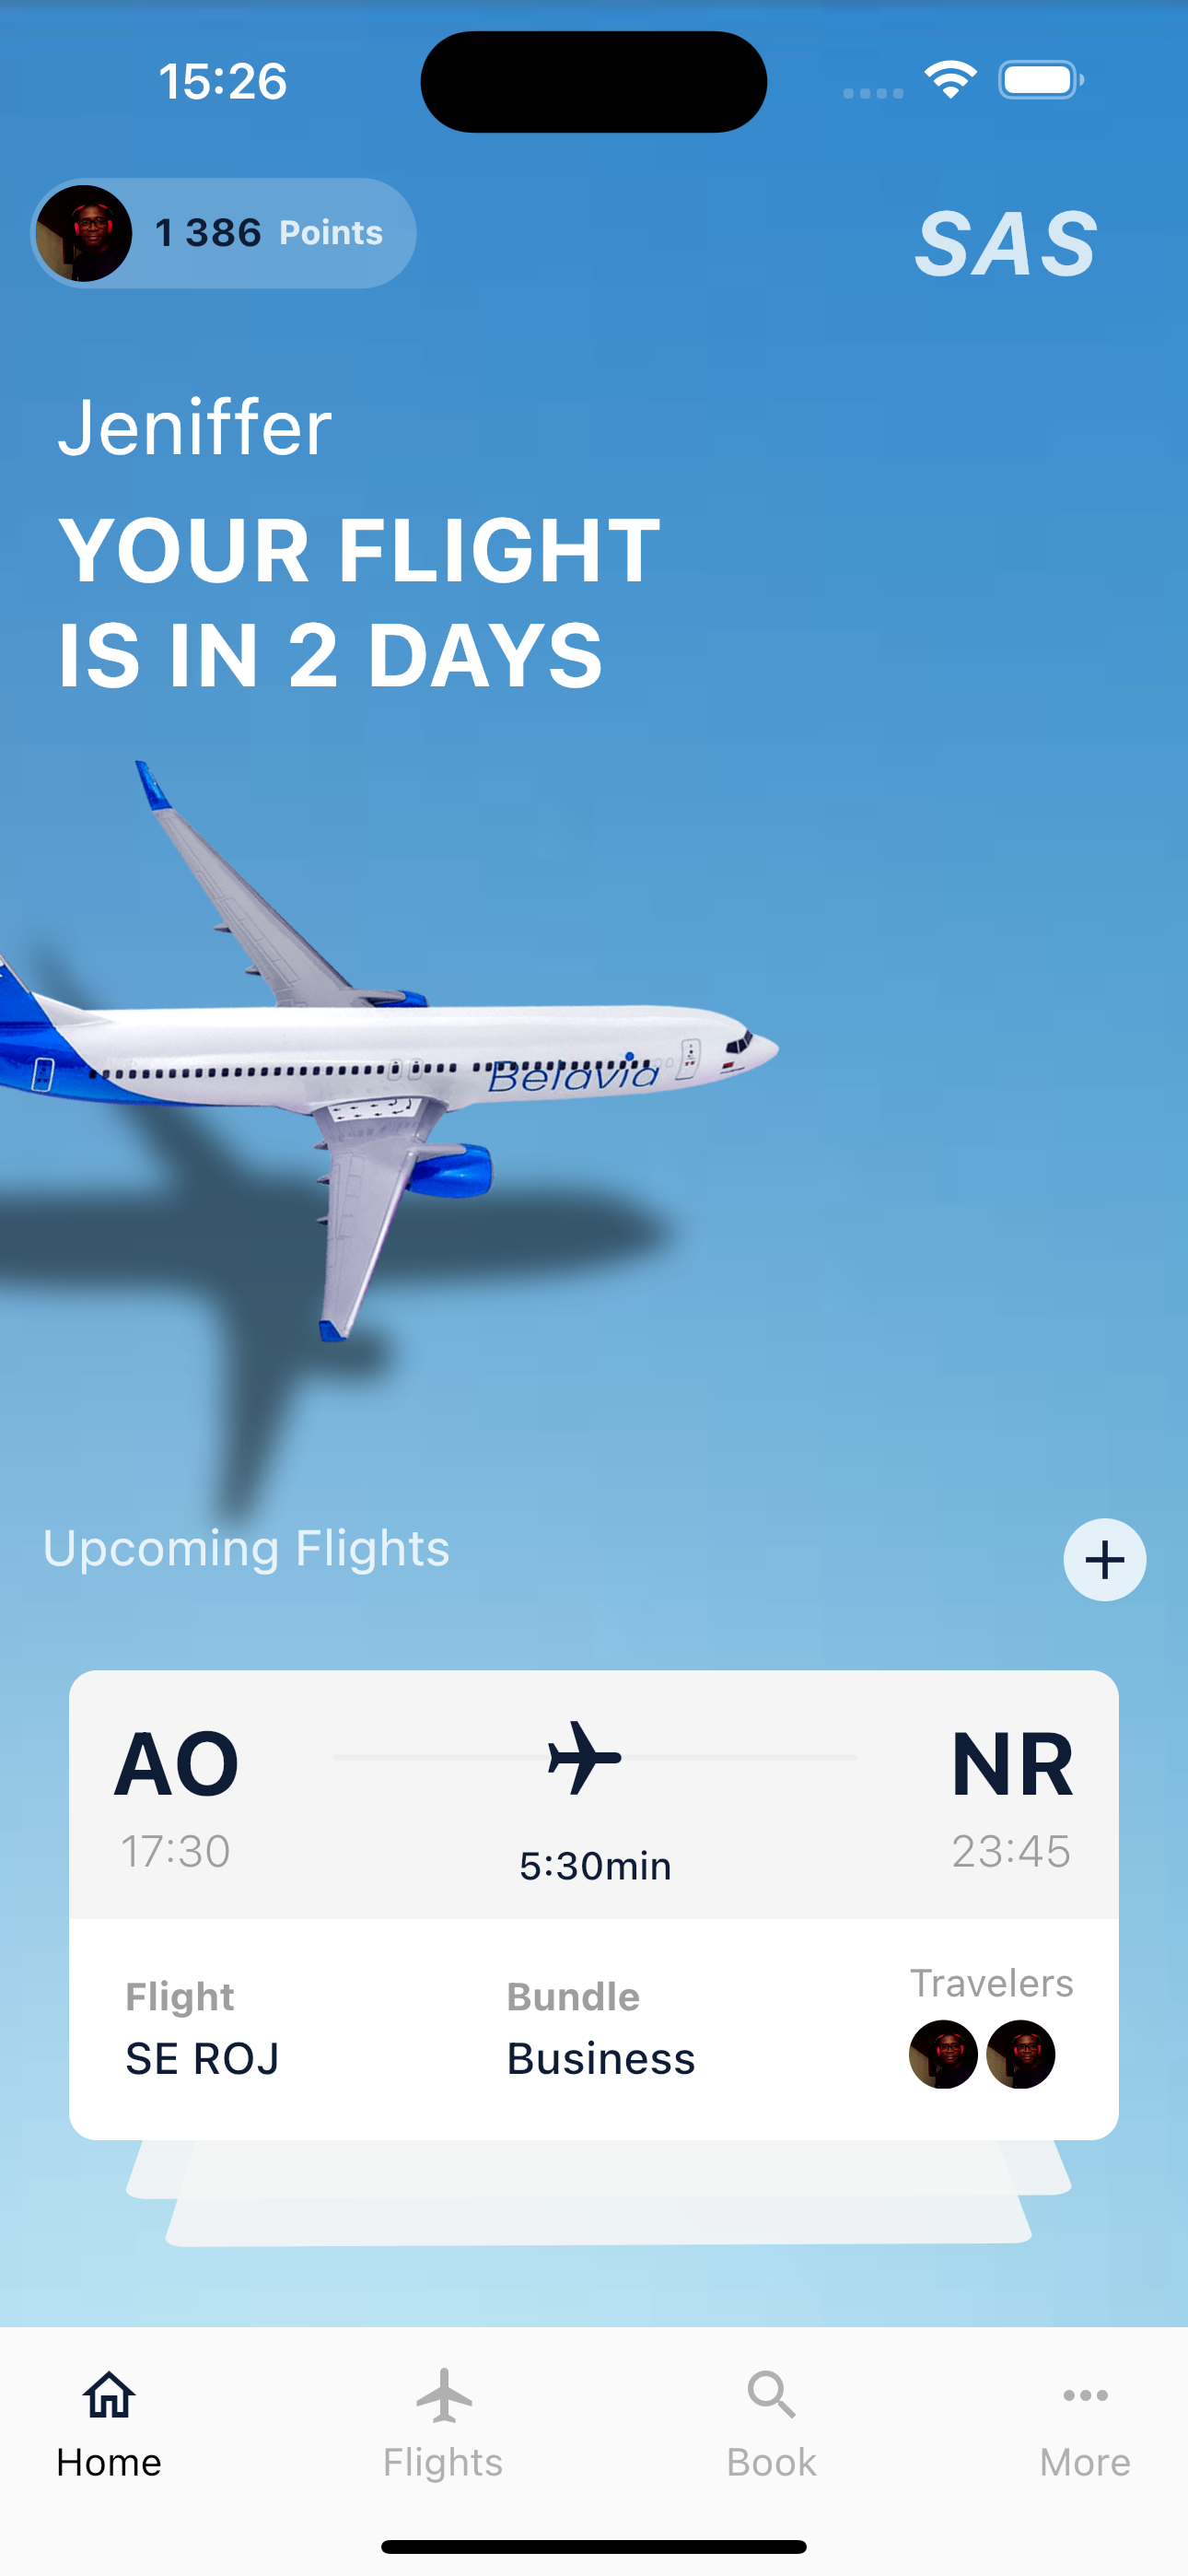 15:26
1 386 Points
SAS
Jeniffer
YOUR FLIGHT
IS IN 2 DAYS
Belavia
Upcoming Flights
AO
NR
17:30
5:30min
23:45
Flight
Bundle
Travelers
SE ROJ
Business
Home
Flights
Book
More